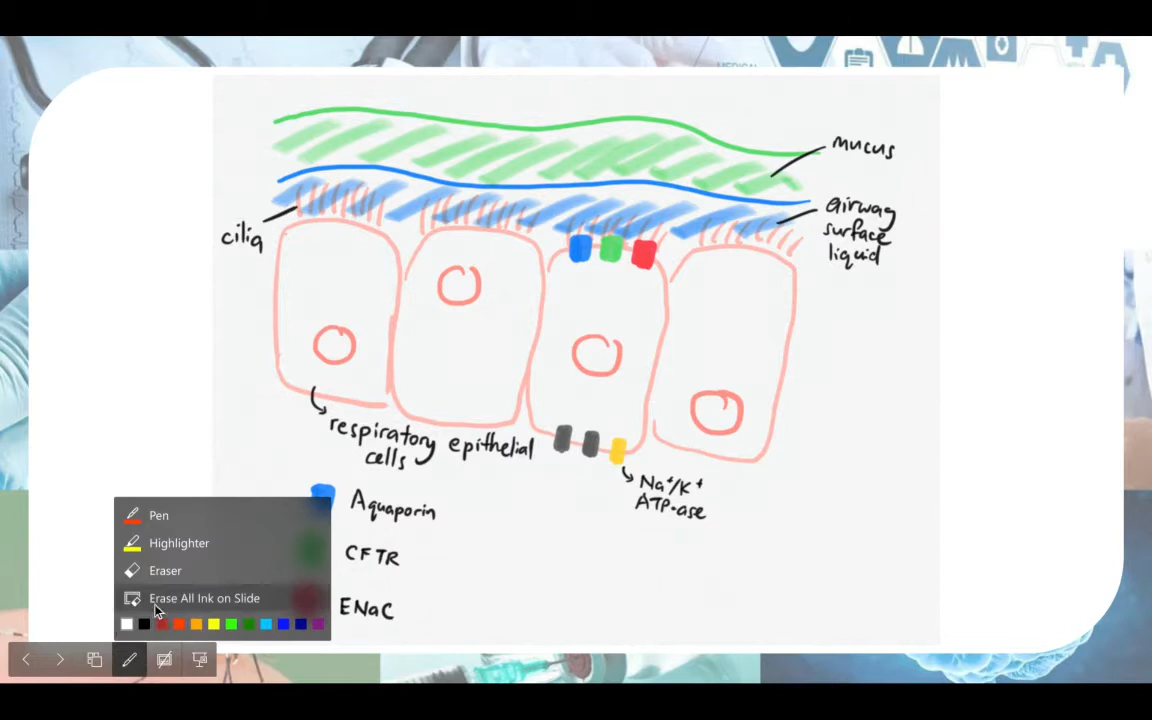 MEDICAL
mucus
airway
surface
liquid
cilia
respiratory epithelial
cells
Na+/K+
ATP-ase
Aquaporin
CFTR
ENaC
Pen
Highlighter
Eraser
Erase All Ink on Slide